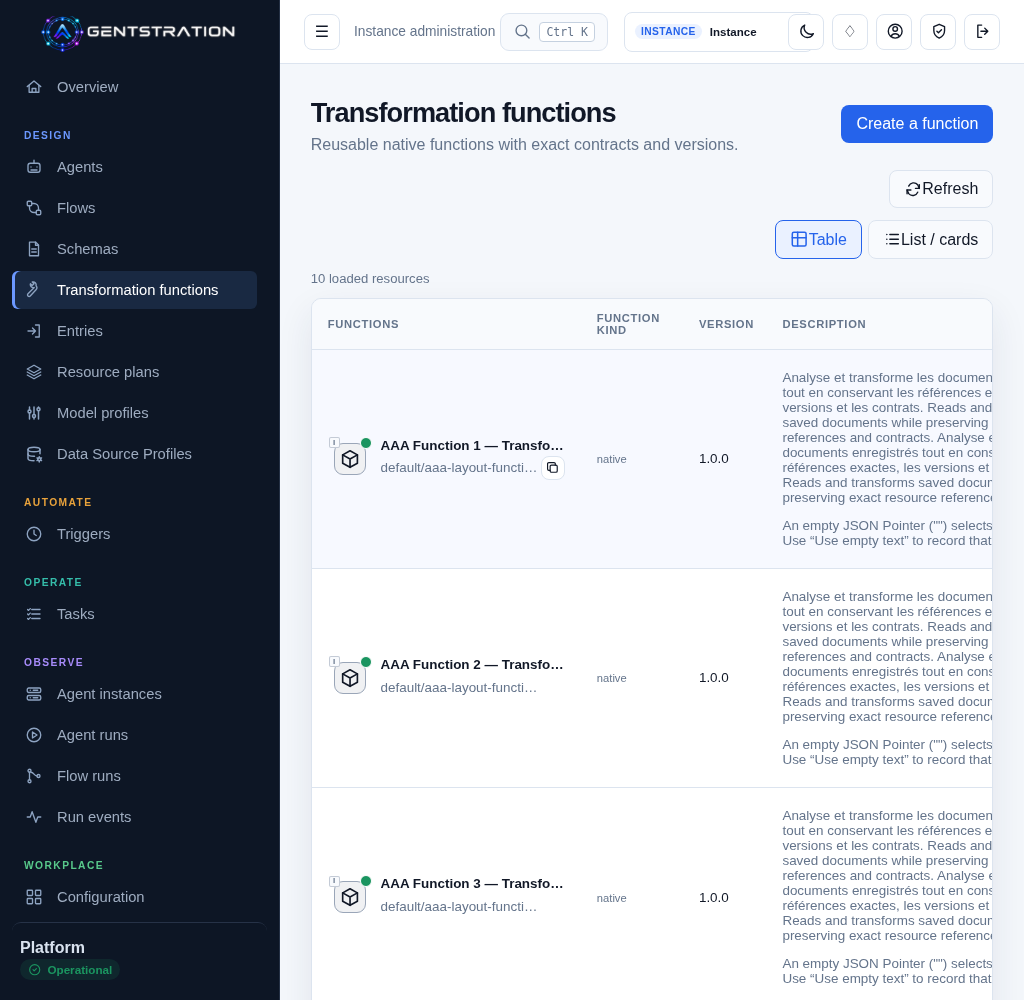 GENTSTRATION
Overview
DESIGN
Agents
Flows
Schemas
Transformation functions
Entries
Resource plans
Model profiles
Data Source Profiles
AUTOMATE
Triggers
OPERATE
Tasks
OBSERVE
Agent instances
Agent runs
Flow runs
Run events
WORKPLACE
Configuration
Platform
Operational
Instance administration
Ctrl K
INSTANCE Instance
Transformation functions
Reusable native functions with exact contracts and versions.
Create a function
Refresh
Table
List / cards
10 loaded resources
FUNCTIONS
FUNCTION
KIND
VERSION
DESCRIPTION
I
AAA Function 1 — Transfo…
default/aaa-layout-functi…
native
1.0.0
Analyse et transforme les documen
tout en conservant les références e
versions et les contrats. Reads and
saved documents while preserving
references and contracts. Analyse e
documents enregistrés tout en cons
références exactes, les versions et
Reads and transforms saved docum
preserving exact resource reference
An empty JSON Pointer ("") selects
Use “Use empty text” to record that
I
AAA Function 2 — Transfo…
default/aaa-layout-functi…
native
1.0.0
Analyse et transforme les documen
tout en conservant les références e
versions et les contrats. Reads and
saved documents while preserving
references and contracts. Analyse e
documents enregistrés tout en cons
références exactes, les versions et
Reads and transforms saved docum
preserving exact resource reference
An empty JSON Pointer ("") selects
Use “Use empty text” to record that
I
AAA Function 3 — Transfo…
default/aaa-layout-functi…
native
1.0.0
Analyse et transforme les documen
tout en conservant les références e
versions et les contrats. Reads and
saved documents while preserving
references and contracts. Analyse e
documents enregistrés tout en cons
références exactes, les versions et
Reads and transforms saved docum
preserving exact resource reference
An empty JSON Pointer ("") selects
Use “Use empty text” to record that